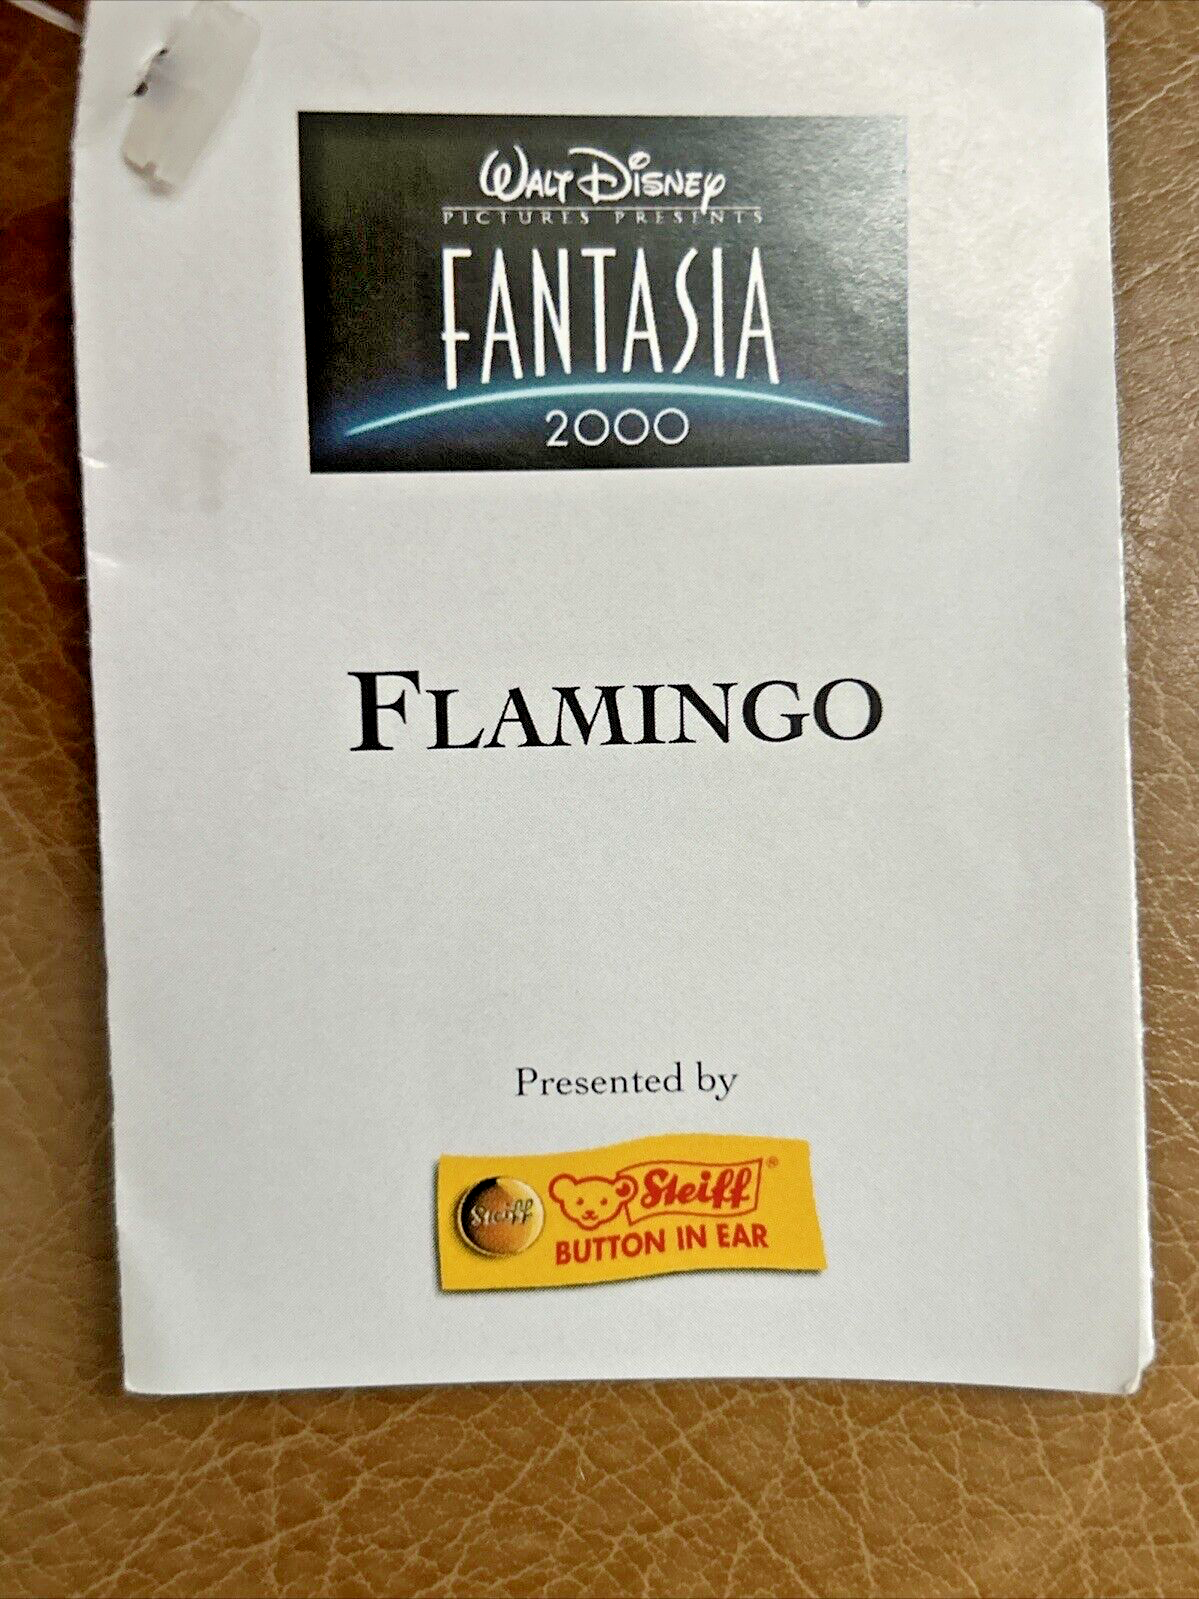 WALT DISNEY
PICTURES PRESENTS
FANTASIA
2000
FLAMINGO
Presented by
Steiff
Steiff®
BUTTON IN EAR